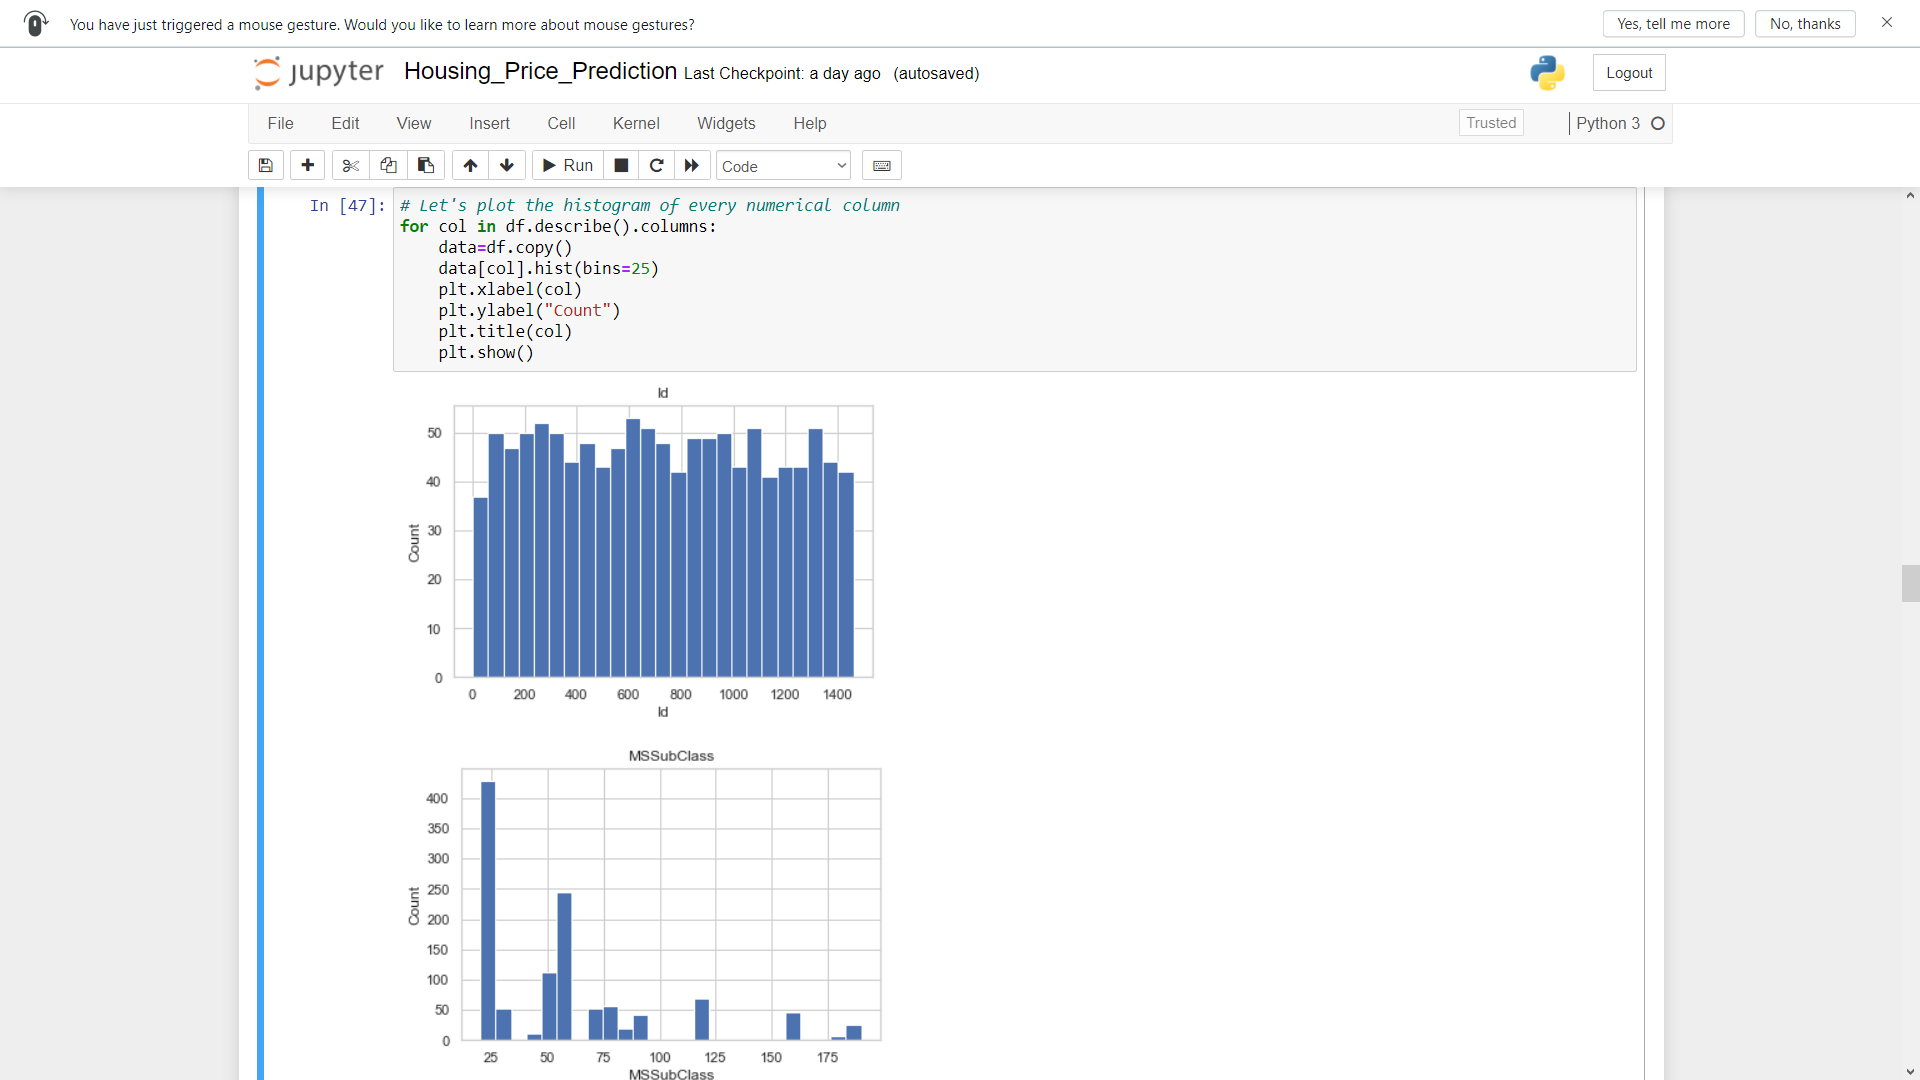 You have just triggered a mouse gesture. Would you like to learn more about mouse gestures? Yes, tell me more No, thanks
jupyter Housing_Price_Prediction Last Checkpoint: a day ago (autosaved) Logout
File Edit View Insert Cell Kernel Widgets Help Trusted Python 3
Run Code
In [47]: # Let's plot the histogram of every numerical column
for col in df.describe().columns:
    data=df.copy()
    data[col].hist(bins=25)
    plt.xlabel(col)
    plt.ylabel("Count")
    plt.title(col)
    plt.show()
Id
50
40
30
20
10
0
Count
0 200 400 600 800 1000 1200 1400
Id
MSSubClass
400
350
300
250
200
150
100
50
0
Count
25 50 75 100 125 150 175
MSSubClass